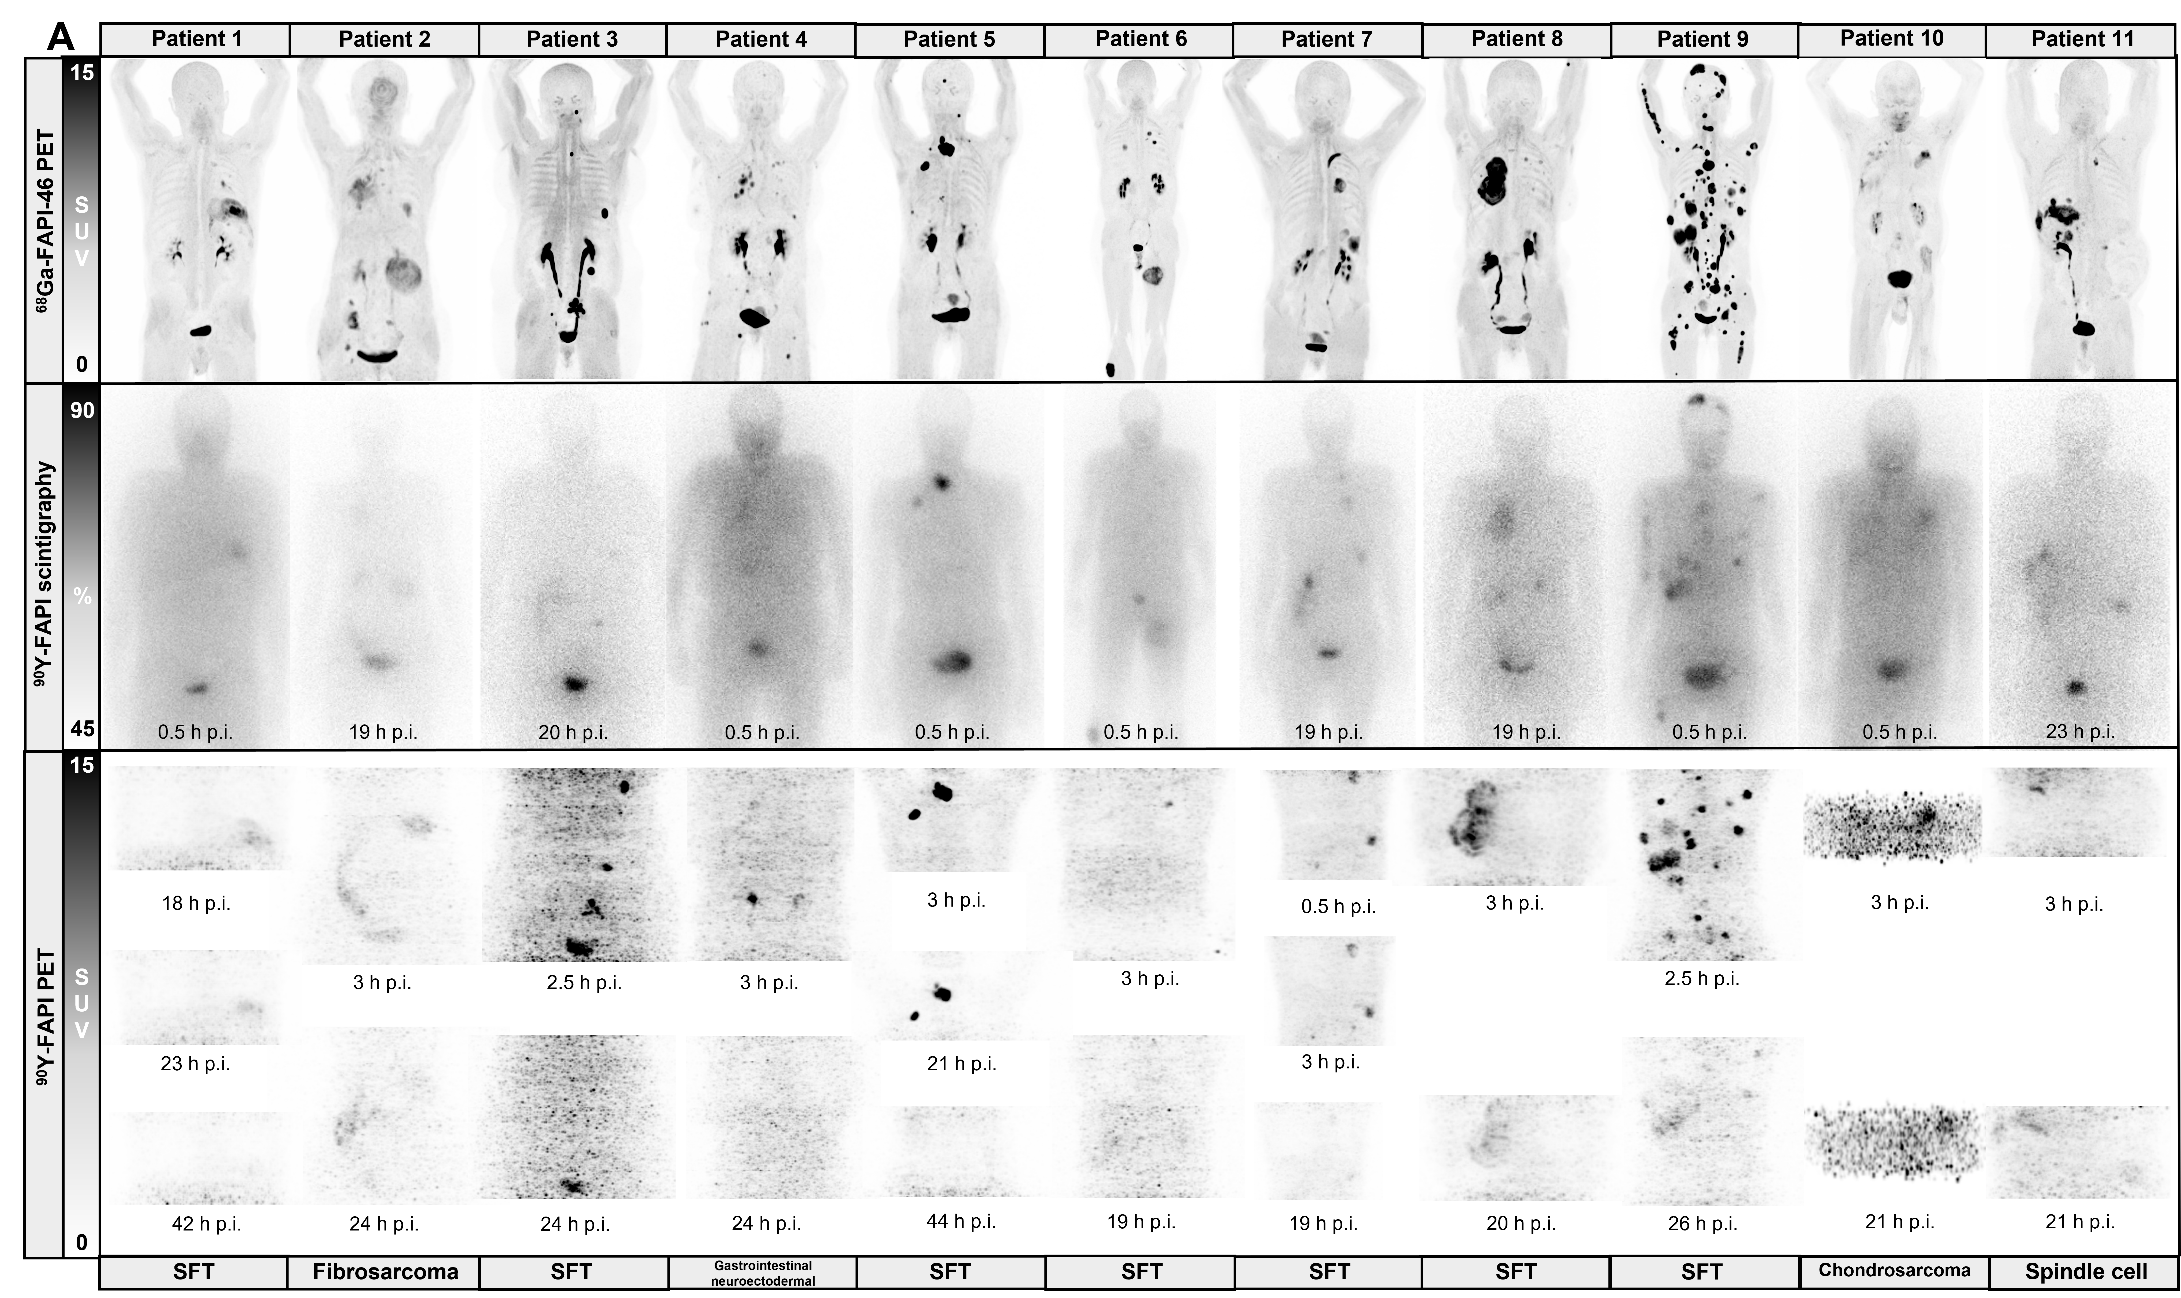 A
Patient 1 Patient 2 Patient 3 Patient 4 Patient 5 Patient 6 Patient 7 Patient 8 Patient 9 Patient 10 Patient 11
⁶⁸Ga-FAPI-46 PET
15
S
U
V
0
⁹⁰Y-FAPI scintigraphy
90
%
45
0.5 h p.i. 19 h p.i. 20 h p.i. 0.5 h p.i. 0.5 h p.i. 0.5 h p.i. 19 h p.i. 19 h p.i. 0.5 h p.i. 0.5 h p.i. 23 h p.i.
⁹⁰Y-FAPI PET
15
S
U
V
0
18 h p.i. 3 h p.i. 0.5 h p.i. 3 h p.i. 3 h p.i. 3 h p.i.
3 h p.i. 2.5 h p.i. 3 h p.i. 3 h p.i. 2.5 h p.i.
23 h p.i. 21 h p.i. 3 h p.i.
42 h p.i. 24 h p.i. 24 h p.i. 24 h p.i. 44 h p.i. 19 h p.i. 19 h p.i. 20 h p.i. 26 h p.i. 21 h p.i. 21 h p.i.
SFT Fibrosarcoma SFT Gastrointestinal
neuroectodermal SFT SFT SFT SFT SFT Chondrosarcoma Spindle cell